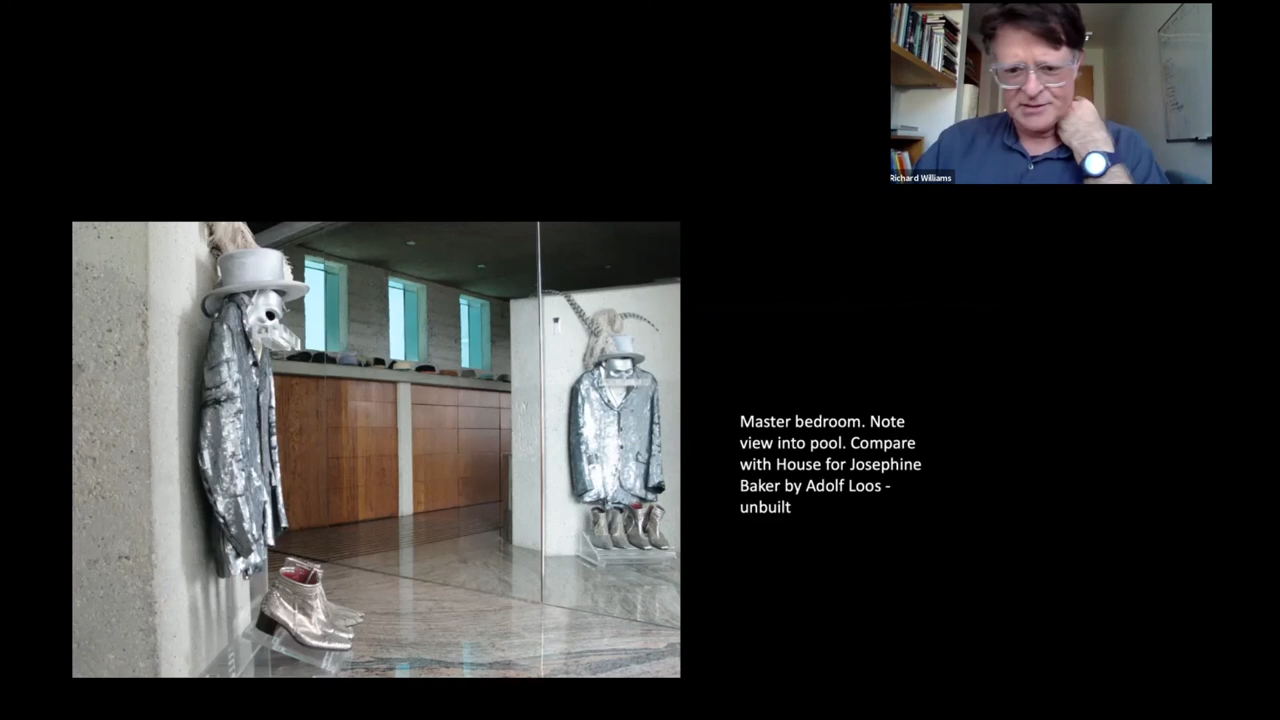 Richard Williams
Master bedroom. Note
view into pool. Compare
with House for Josephine
Baker by Adolf Loos -
unbuilt